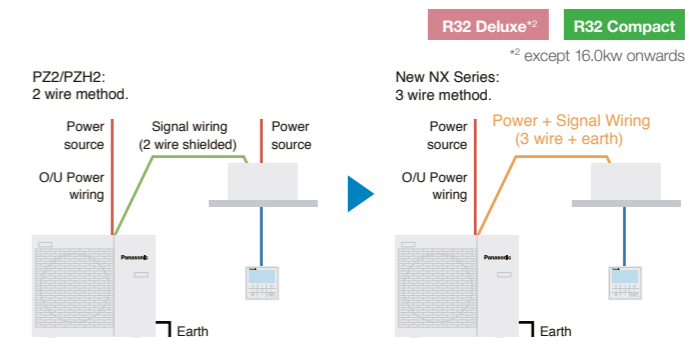 R32 Deluxe*2
R32 Compact
*2 except 16.0kw onwards
PZ2/PZH2:
2 wire method.
Power
source
Signal wiring
(2 wire shielded)
Power
source
O/U Power
wiring
Panasonic
Earth
New NX Series:
3 wire method.
Power
source
Power + Signal Wiring
(3 wire + earth)
O/U Power
wiring
Panasonic
Earth